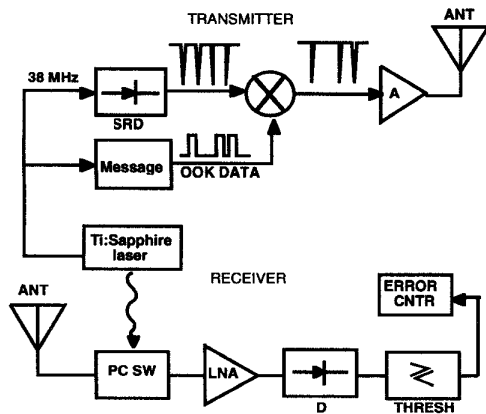 TRANSMITTER
ANT
38 MHz
SRD
A
Message
OOK DATA
Ti:Sapphire
laser
RECEIVER
ANT
ERROR
CNTR
PC SW
LNA
D
THRESH